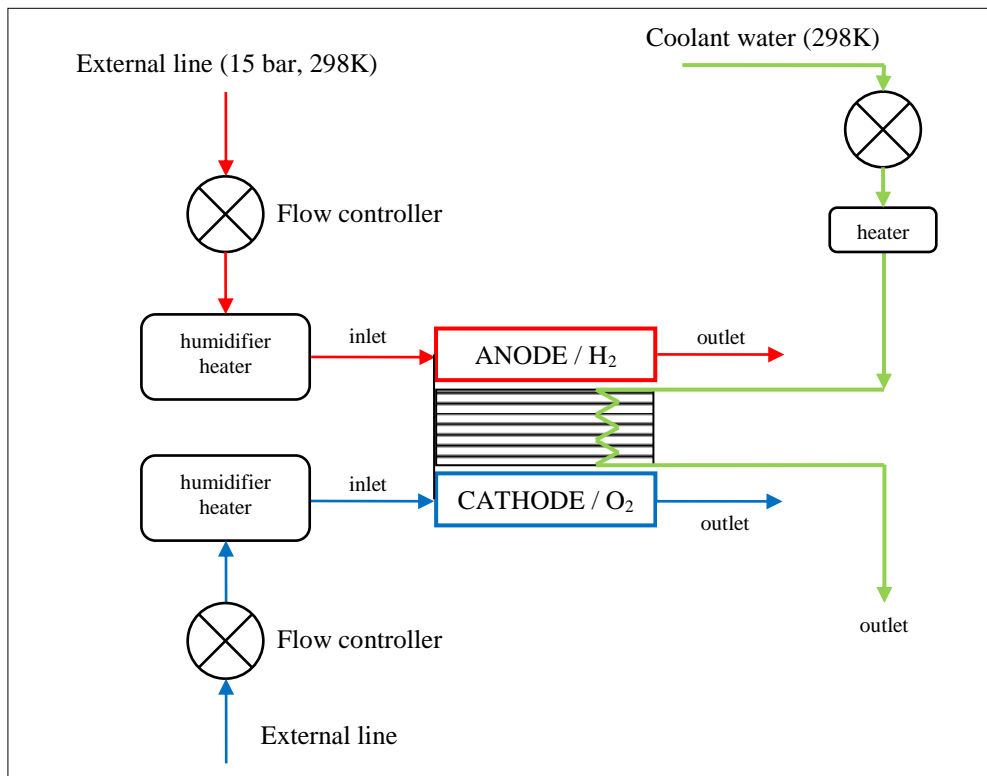 Coolant water (298K)
External line (15 bar, 298K)
Flow controller
heater
humidifier
heater
inlet
ANODE / H₂
outlet
humidifier
heater
inlet
CATHODE / O₂
outlet
Flow controller
outlet
External line